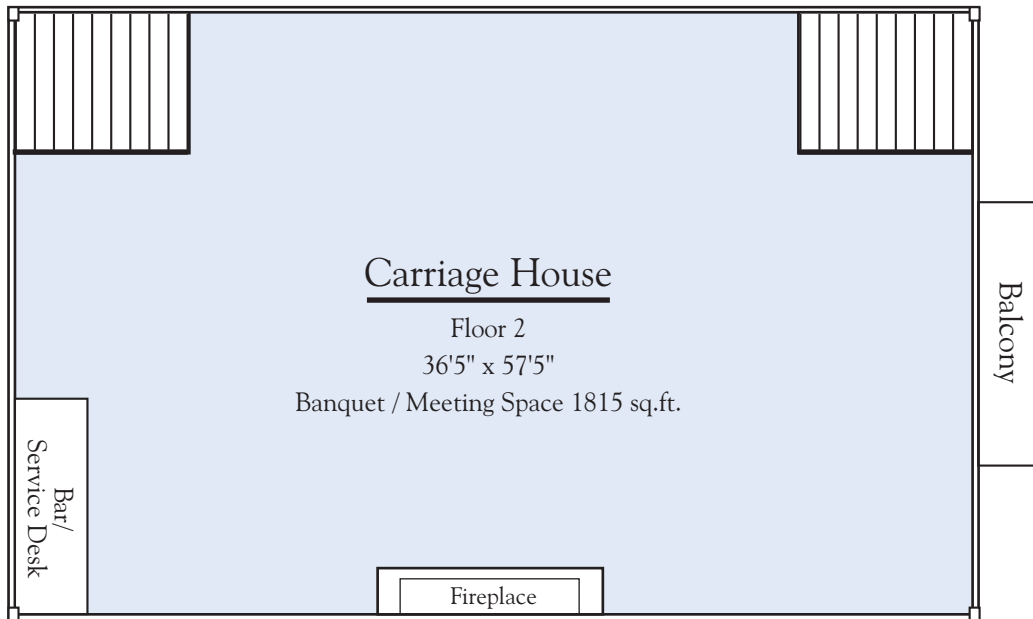 Carriage House
Floor 2
36'5" x 57'5"
Banquet / Meeting Space 1815 sq.ft.
Balcony
Bar/
Service Desk
Fireplace